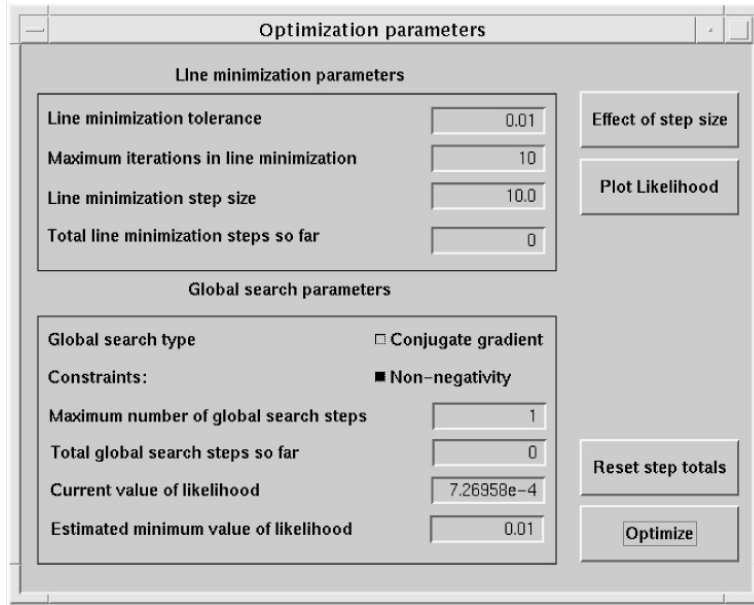 Optimization parameters
LIne minimization parameters
Line minimization tolerance 0.01
Maximum iterations in line minimization 10
Line minimization step size 10.0
Total line minimization steps so far 0
Effect of step size
Plot Likelihood
Global search parameters
Global search type Conjugate gradient
Constraints: Non-negativity
Maximum number of global search steps 1
Total global search steps so far 0
Current value of likelihood 7.26958e-4
Estimated minimum value of likelihood 0.01
Reset step totals
Optimize